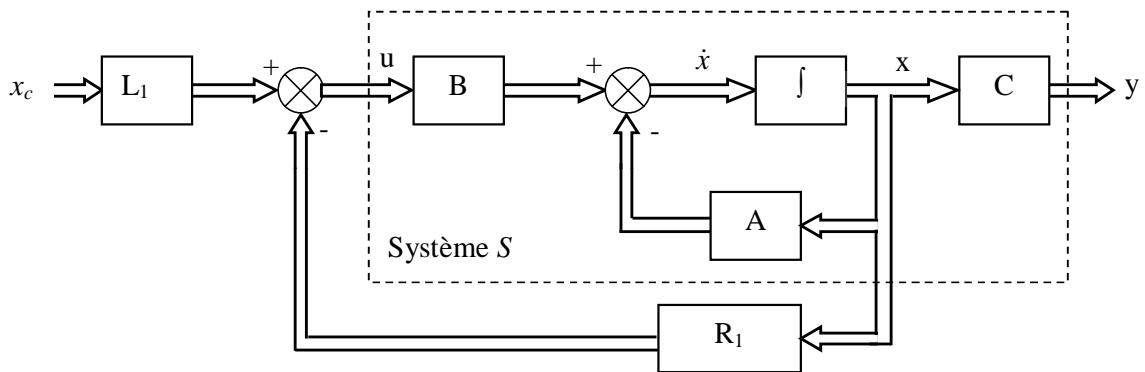 x_c
L₁
+
-
u
B
+
-
ẋ
∫
x
C
y
A
Système S
R₁